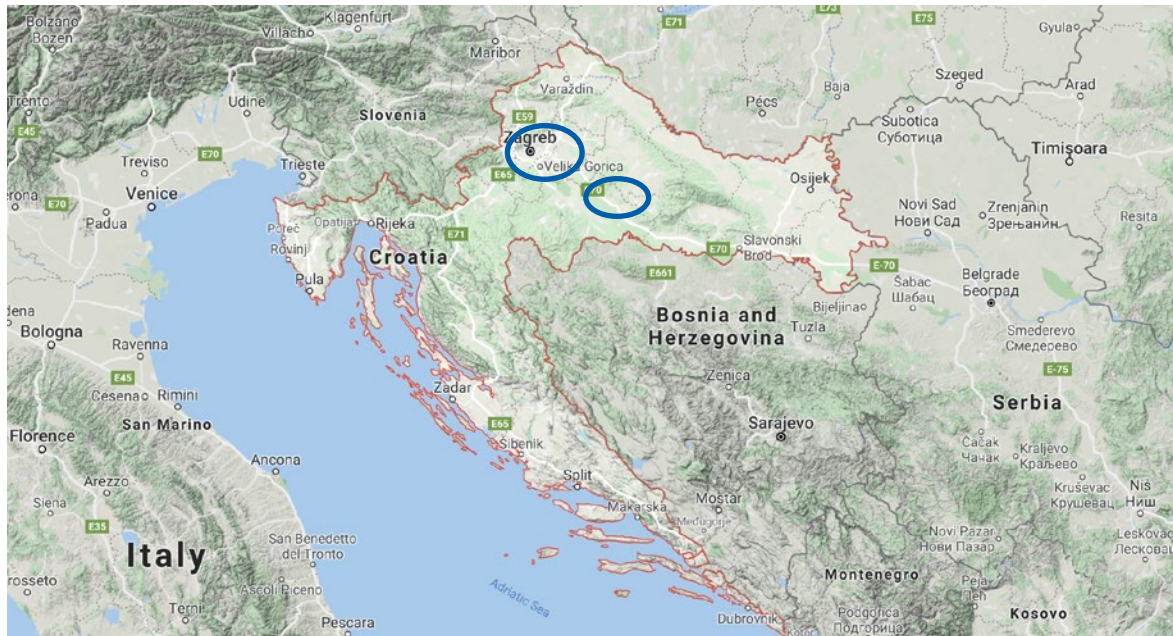 Bolzano
Bozen
Klagenfurt
Villach
E71
E73
E75
Gyula
Maribor
Trento
Udine
Slovenia
Varaždin
E59
Pécs
Baja
Szeged
Arad
E45
Zagreb
Subotica
Суботица
Timișoara
Treviso
E70
Trieste
E65
Velika Gorica
Osijek
Venice
E70
Padua
Opatija
Rijeka
Poreč
Rovinj
E71
Novi Sad
Нови Сад
Zrenjanin
Зрењанин
Resita
Croatia
E70
Slavonski
Brod
E-70
Pula
E661
Šabac
Шабац
Belgrade
Београд
Bologna
Bosnia and
Herzegovina
Bijeljina
Tuzla
Ravenna
Smederevo
Смедерево
E45
Cesena
Rimini
Zadar
Zenica
E-75
San Marino
Serbia
Florence
E65
Sarajevo
Šibenik
Čačak
Чачак
Kraljevo
Краљево
Ancona
Arezzo
Split
Kruševac
Крушевац
Niš
Ниш
Siena
Mostar
Makarska
E35
Međugorje
San Benedetto
del Tronto
Novi Pazar
Нови Пазар
Leskovac
Italy
Ascoli Piceno
Adriatic Sea
Montenegro
Peja
Terni
Dubrovnik
Podgorica
Подгорица
Kosovo
Pescara